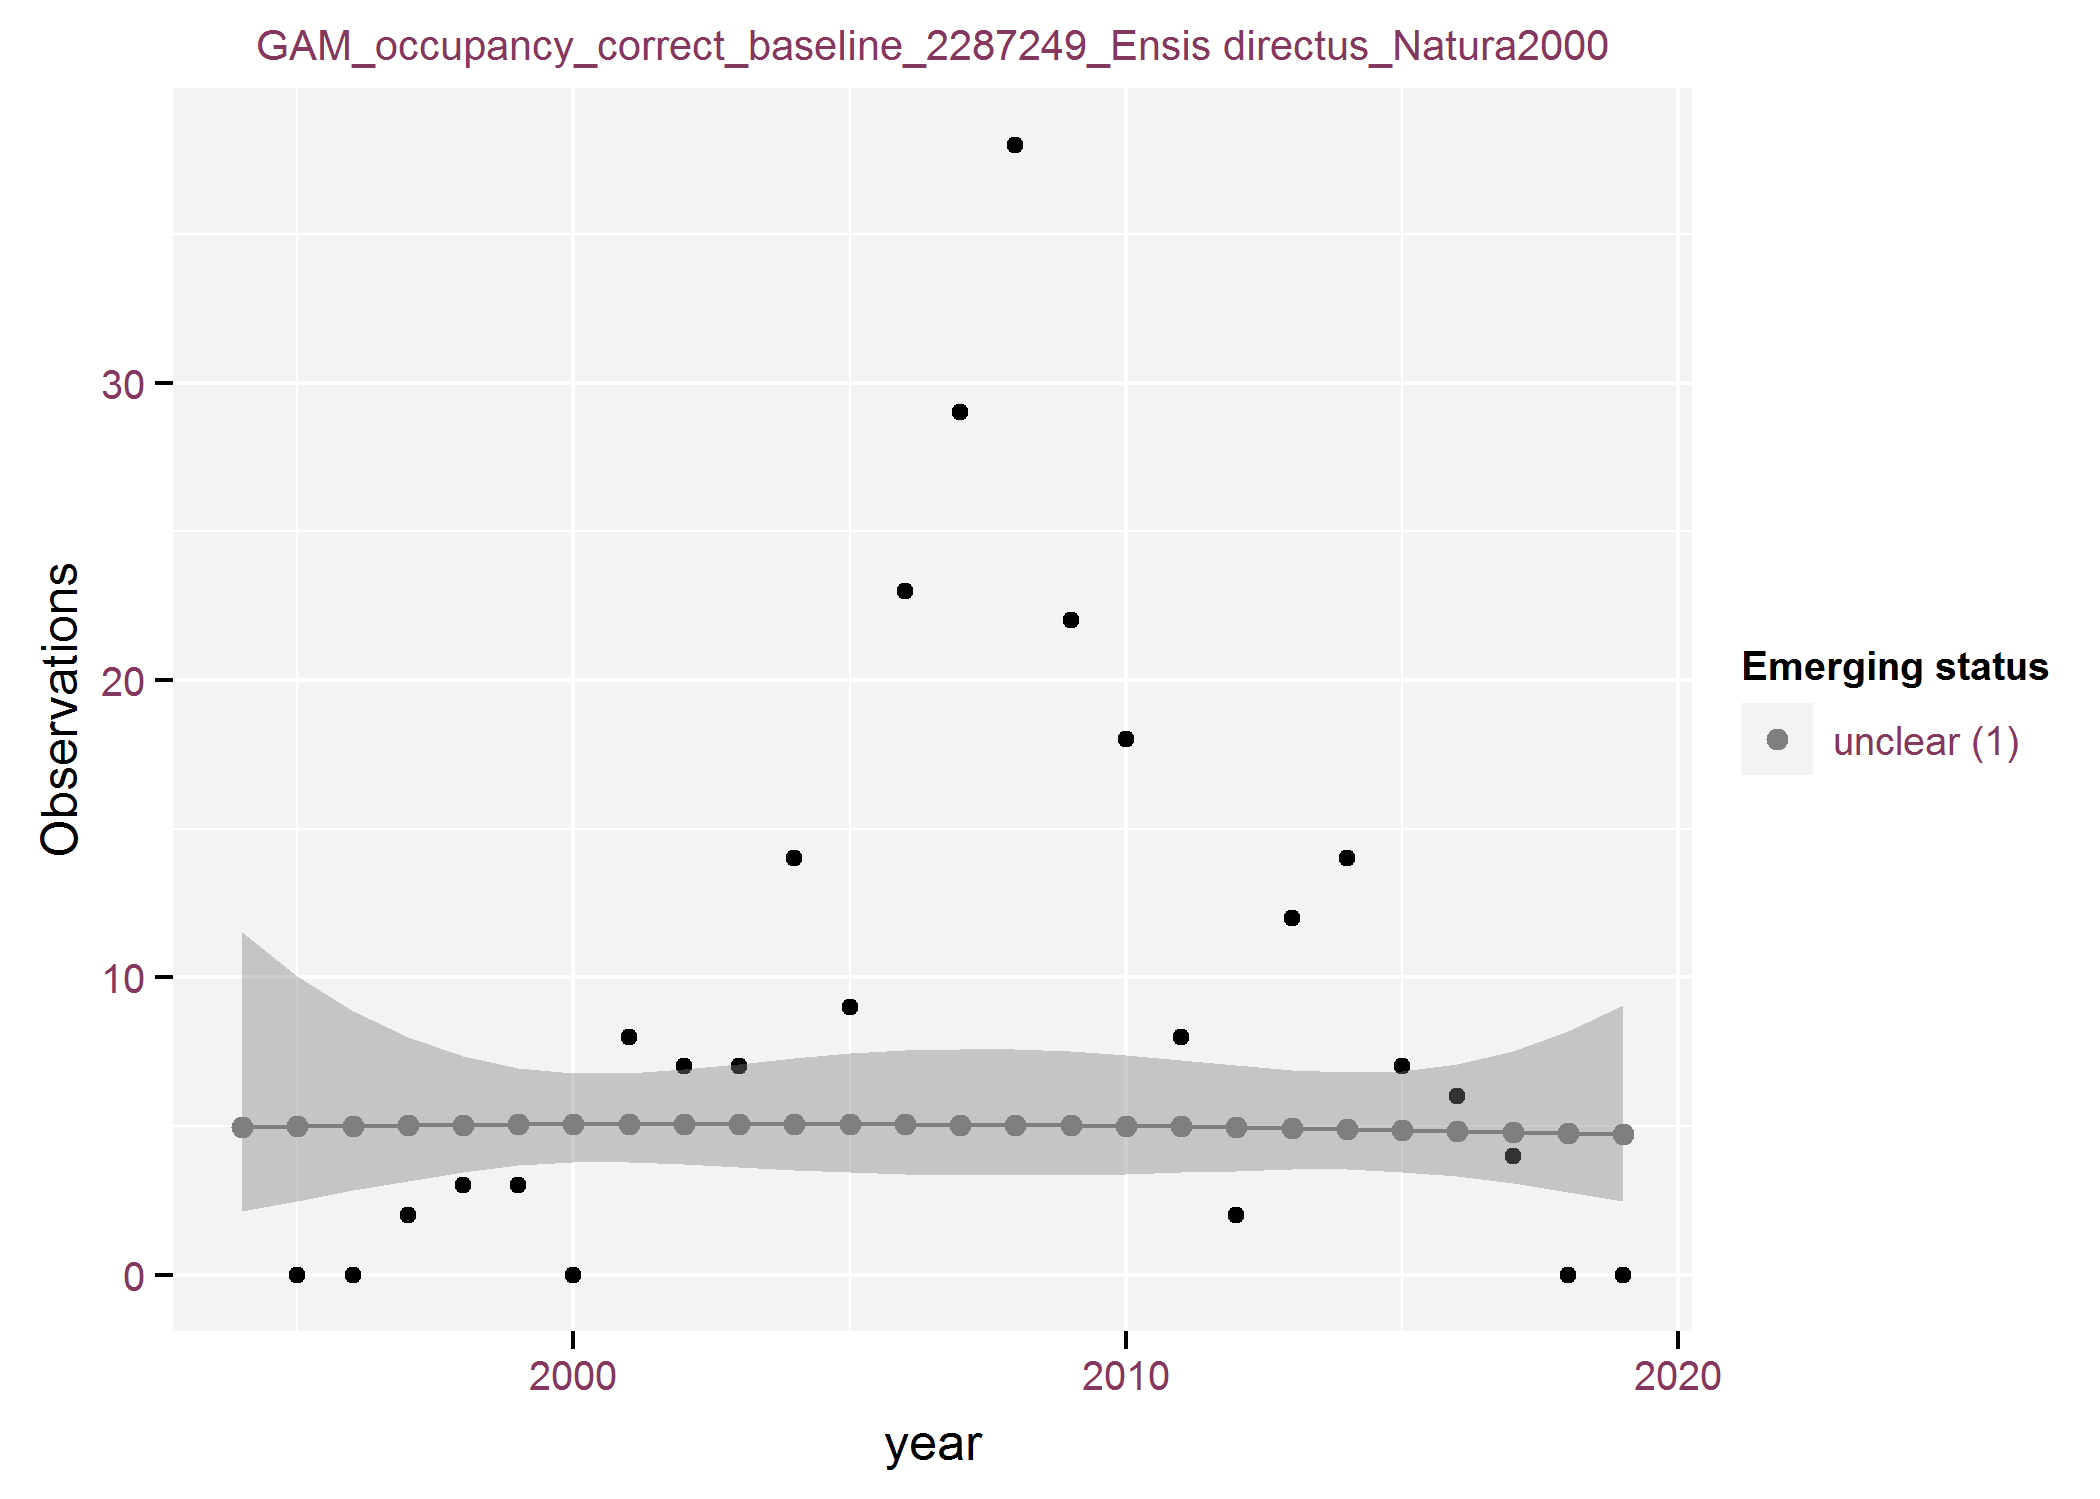 GAM_occupancy_correct_baseline_2287249_Ensis directus_Natura2000
Observations
30
20
10
0
2000
2010
2020
year
Emerging status
unclear (1)